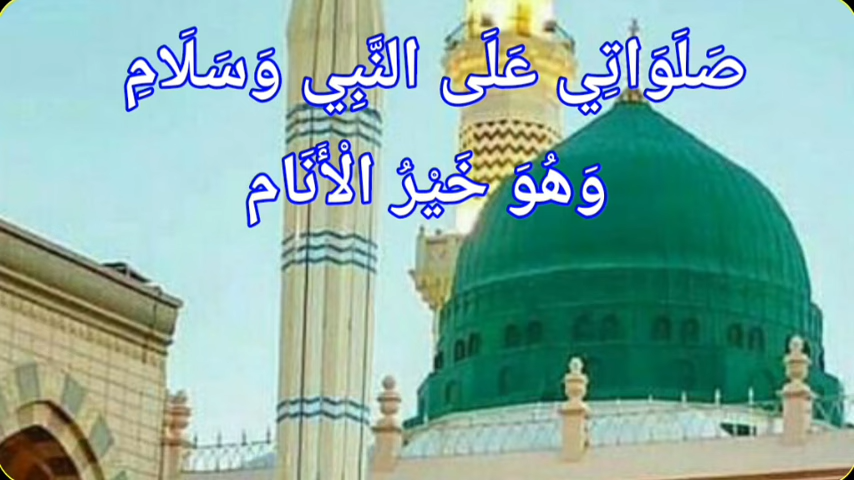 صَلَوَاتِي عَلَى النَّبِي وَسَلَامِ
وَهُوَ خَيْرُ الْأَنَام